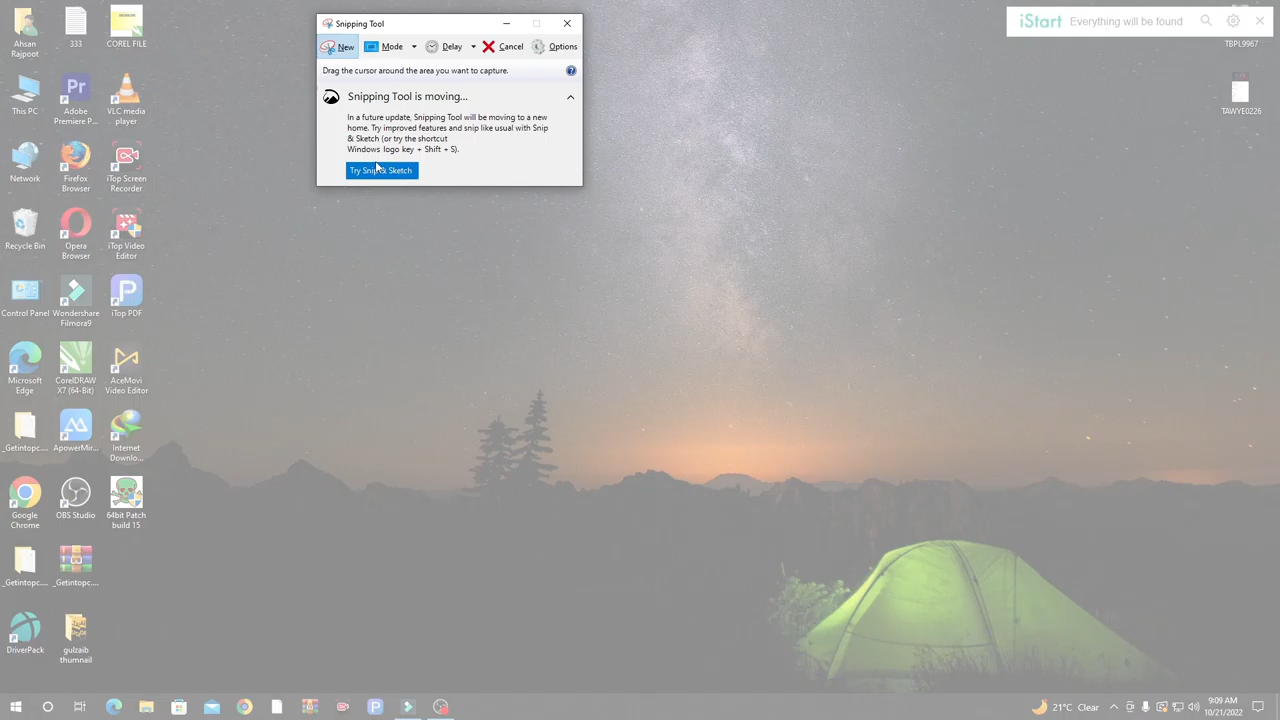 Snipping Tool
New
Mode
Delay
Cancel
Options
Drag the cursor around the area you want to capture.
Snipping Tool is moving...
In a future update, Snipping Tool will be moving to a new
home. Try improved features and snip like usual with Snip
& Sketch (or try the shortcut
Windows logo key + Shift + S).
Try Snip & Sketch
iStart
Everything will be found
TBPL9967
TAWYE0226
Ahsan
Rajpoot
333
COREL FILE
This PC
Adobe
Premiere P...
VLC media
player
Network
Firefox
Browser
iTop Screen
Recorder
Recycle Bin
Opera
Browser
iTop Video
Editor
Control Panel
Wondershare
Filmora9
iTop PDF
Microsoft
Edge
CorelDRAW
X7 (64-Bit)
AceMovi
Video Editor
_Getintopc....
ApowerMir...
Internet
Downlo...
Google
Chrome
OBS Studio
64bit Patch
build 15
_Getintopc....
_Getintopc....
DriverPack
gulzaib
thumnail
21°C Clear
9:09 AM
10/21/2022